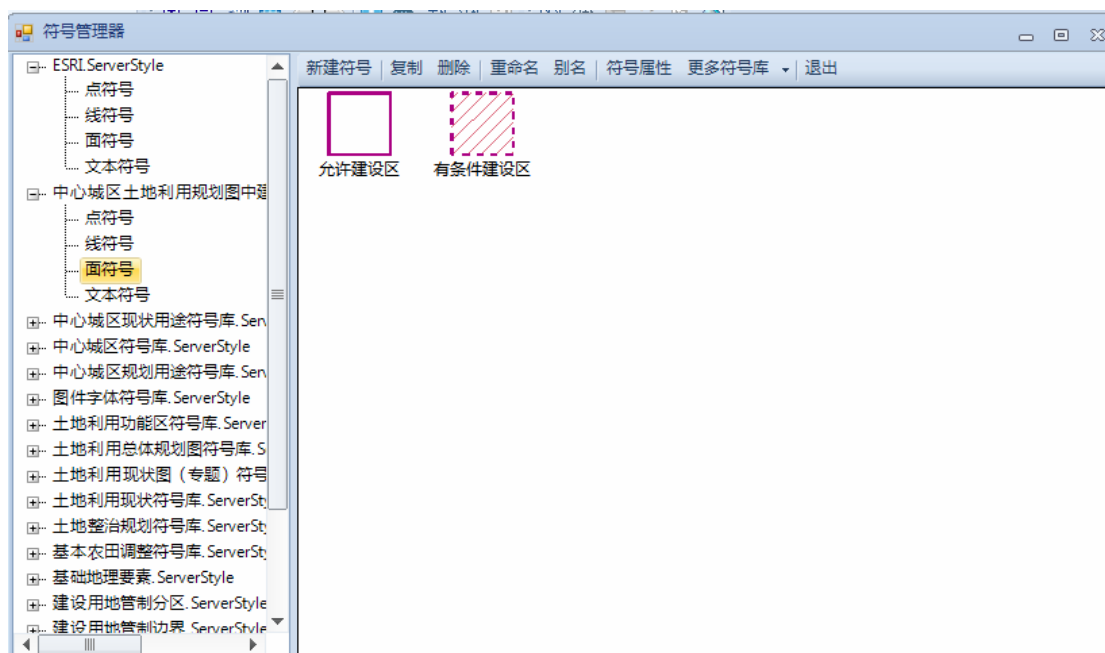 符号管理器
ESRI.ServerStyle
点符号
线符号
面符号
文本符号
中心城区土地利用规划图中建
点符号
线符号
面符号
文本符号
中心城区现状用途符号库.Serv
中心城区符号库.ServerStyle
中心城区规划用途符号库.Serv
图件字体符号库.ServerStyle
土地利用功能区符号库.Server
土地利用总体规划图符号库.S
土地利用现状图（专题）符号
土地利用现状符号库.ServerSty
土地整治规划符号库.ServerSty
基本农田调整符号库.ServerSty
基础地理要素.ServerStyle
建设用地管制分区.ServerStyle
建设用地管制边界.ServerStyle
新建符号 复制 删除 重命名 别名 符号属性 更多符号库 退出
允许建设区 有条件建设区